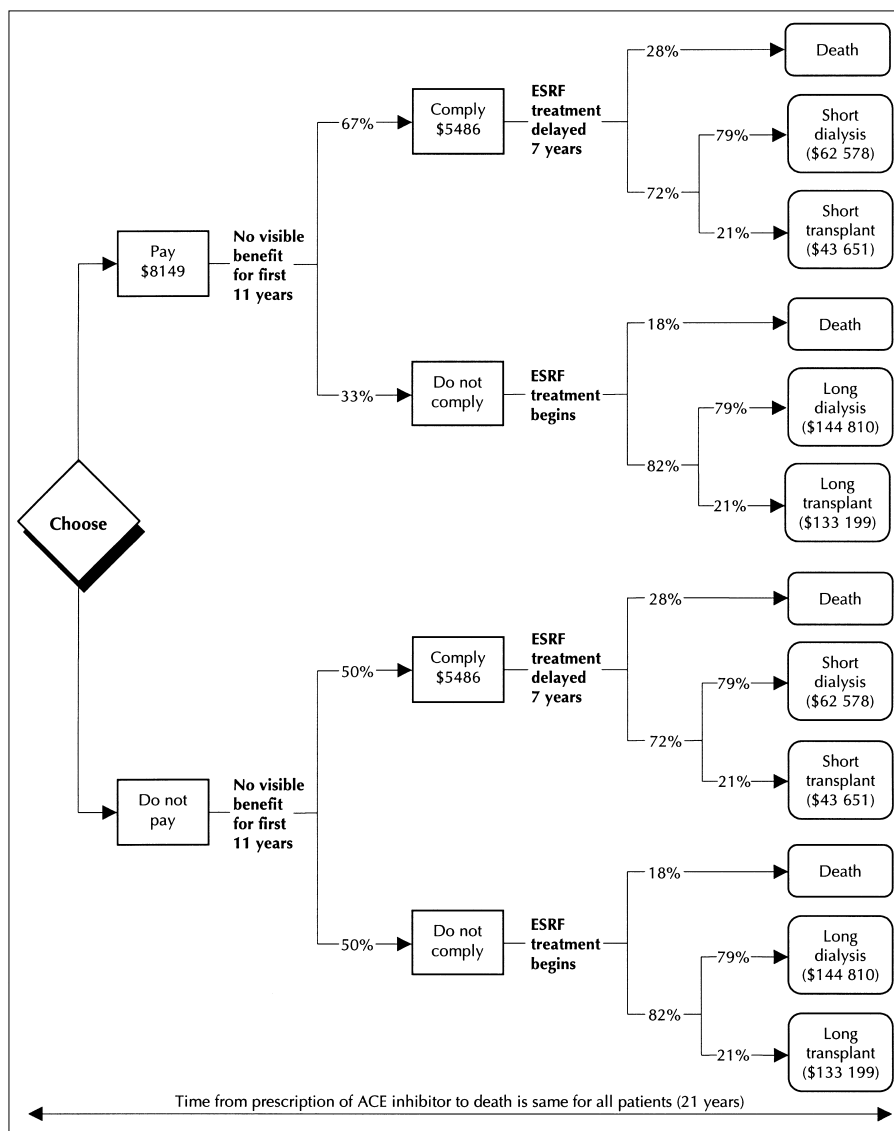 Choose
Pay
$8149
No visible
benefit
for first
11 years
67%
Comply
$5486
ESRF
treatment
delayed
7 years
28%
Death
72%
79%
Short
dialysis
($62 578)
21%
Short
transplant
($43 651)
33%
Do not
comply
ESRF
treatment
begins
18%
Death
82%
79%
Long
dialysis
($144 810)
21%
Long
transplant
($133 199)
Do not
pay
No visible
benefit
for first
11 years
50%
Comply
$5486
ESRF
treatment
delayed
7 years
28%
Death
72%
79%
Short
dialysis
($62 578)
21%
Short
transplant
($43 651)
50%
Do not
comply
ESRF
treatment
begins
18%
Death
82%
79%
Long
dialysis
($144 810)
21%
Long
transplant
($133 199)
Time from prescription of ACE inhibitor to death is same for all patients (21 years)